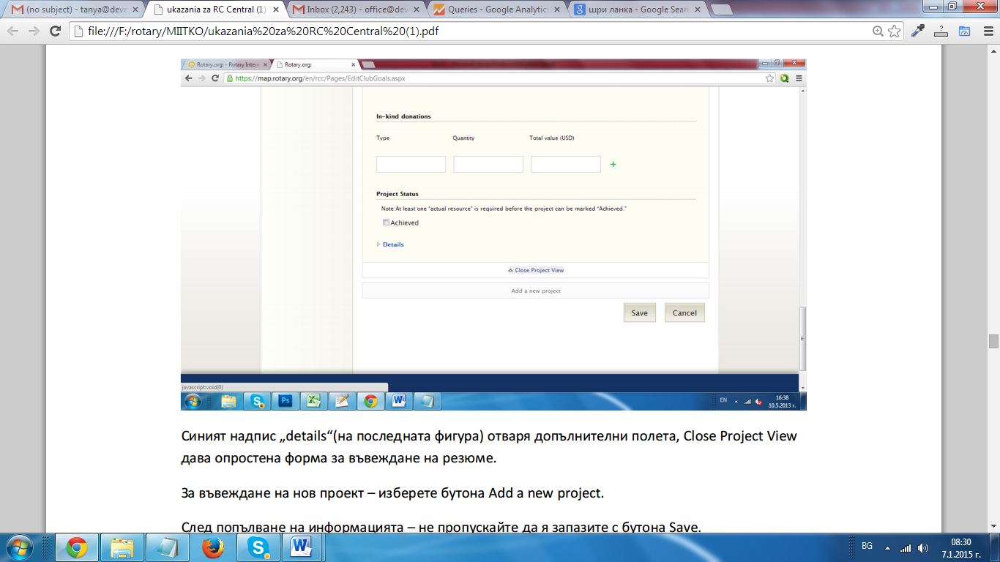 (no subject) - tanya@deve
ukazania za RC Central (1)
Inbox (2,243) - office@dev
Queries - Google Analytics
шри ланка - Google Sear
file:///F:/rotary/MIITKO/ukazania%20za%20RC%20Central%20(1).pdf
Rotary.org: - Rotary Intern
Rotary.org:
https://map.rotary.org/en/rcc/Pages/EditClubGoals.aspx
In-kind donations
Type Quantity Total value (USD)
+
Project Status
Note:At least one "actual resource" is required before the project can be marked "Achieved."
Achieved
Details
Close Project View
Add a new project
Save Cancel
javascript:void(0)
EN 16:38
10.5.2013 г.
Синият надпис „details“(на последната фигура) отваря допълнителни полета, Close Project View
дава опростена форма за въвеждане на резюме.
За въвеждане на нов проект – изберете бутона Add a new project.
След попълване на информацията – не пропускайте да я запазите с бутона Save.
BG 08:30
7.1.2015 г.